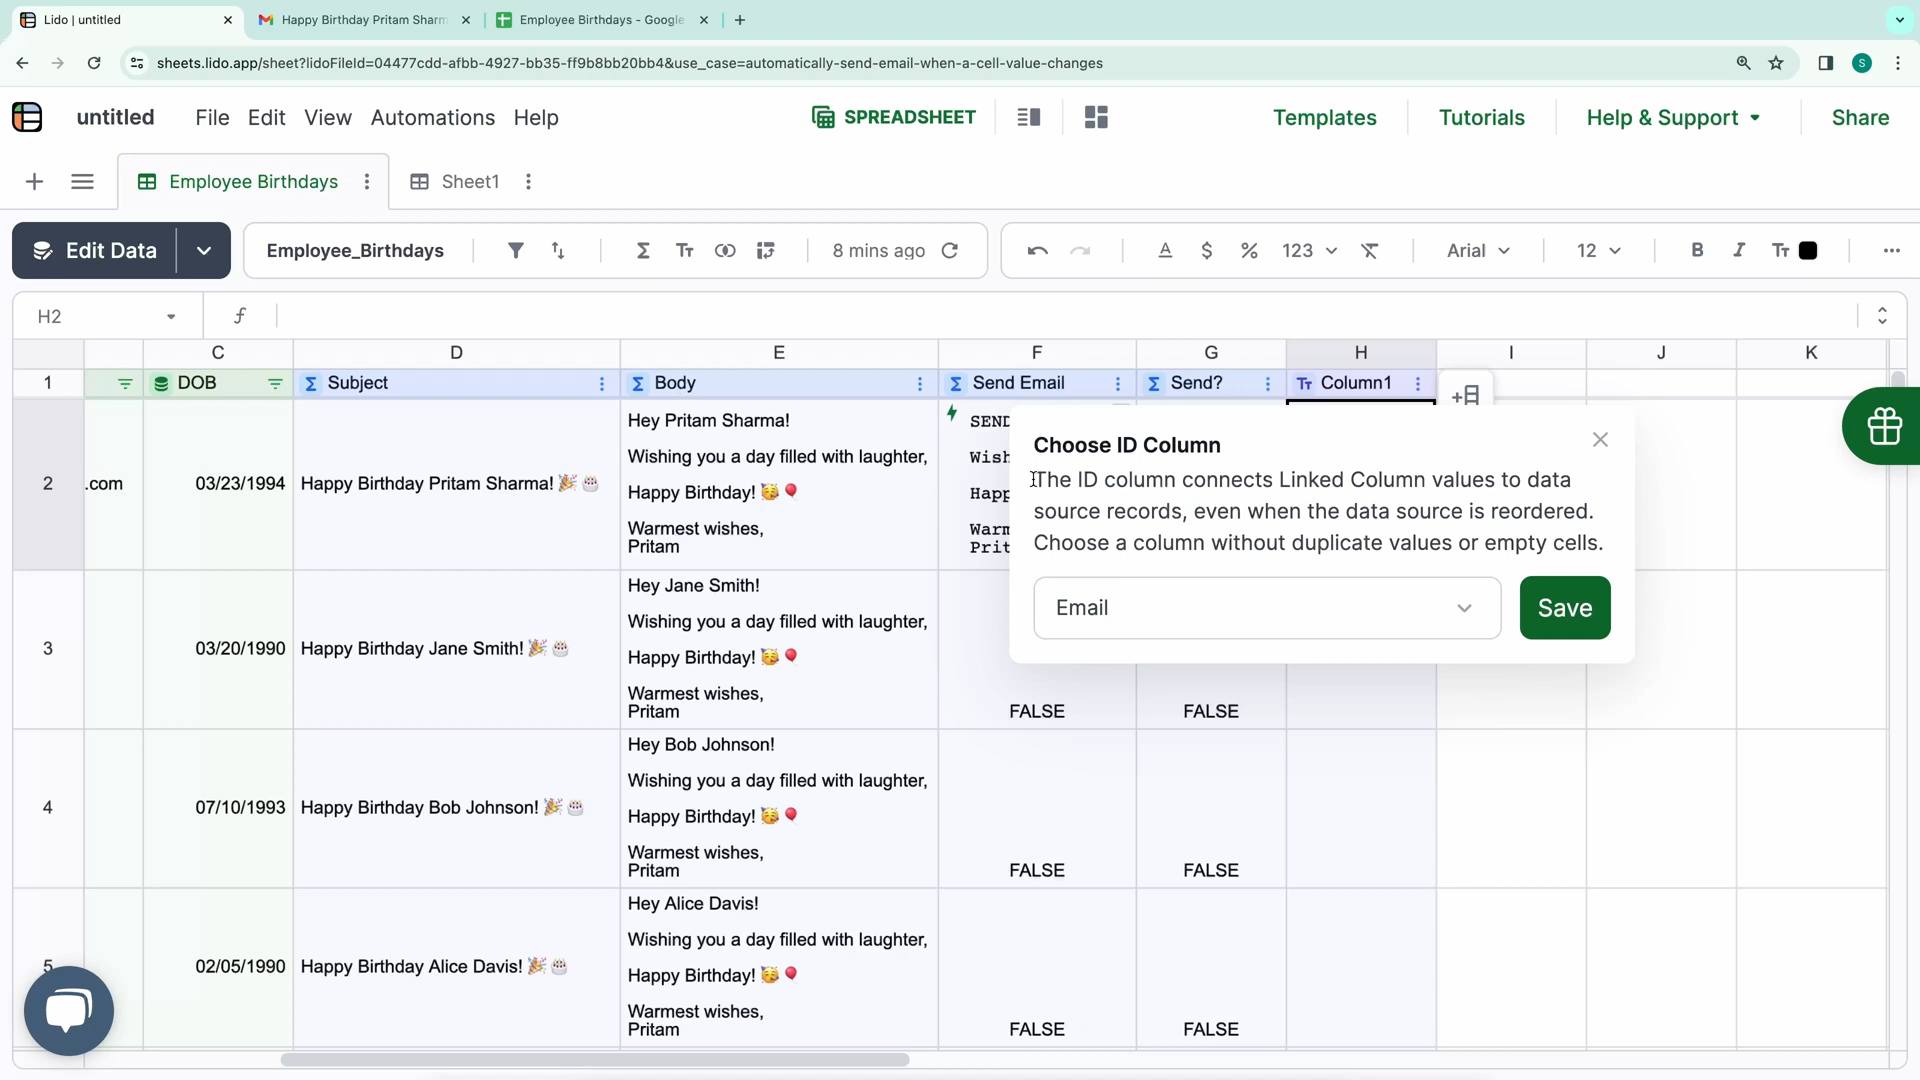 Lido | untitled
Happy Birthday Pritam Sharm
Employee Birthdays - Google
sheets.lido.app/sheet?lidoFileId=04477cdd-afbb-4927-bb35-ff9b8bb20bb4&use_case=automatically-send-email-when-a-cell-value-changes
S
untitled File Edit View Automations Help
SPREADSHEET
Templates Tutorials Help & Support Share
Employee Birthdays Sheet1
Edit Data Employee_Birthdays 8 mins ago $ % 123 Arial 12 B I Tт
H2
C D E F G H I J K
1 DOB Subject Body Send Email Send? Column1
2 .com 03/23/1994 Happy Birthday Pritam Sharma! 🎉🎂
Hey Pritam Sharma!
Wishing you a day filled with laughter,
Happy Birthday! 🥳🎈
Warmest wishes,
Pritam
SEND
Wish
Happ
Warm
Prit
Choose ID Column
The ID column connects Linked Column values to data
source records, even when the data source is reordered.
Choose a column without duplicate values or empty cells.
Email
Save
3 03/20/1990 Happy Birthday Jane Smith! 🎉🎂
Hey Jane Smith!
Wishing you a day filled with laughter,
Happy Birthday! 🥳🎈
Warmest wishes,
Pritam
FALSE FALSE
4 07/10/1993 Happy Birthday Bob Johnson! 🎉🎂
Hey Bob Johnson!
Wishing you a day filled with laughter,
Happy Birthday! 🥳🎈
Warmest wishes,
Pritam
FALSE FALSE
5 02/05/1990 Happy Birthday Alice Davis! 🎉🎂
Hey Alice Davis!
Wishing you a day filled with laughter,
Happy Birthday! 🥳🎈
Warmest wishes,
Pritam
FALSE FALSE